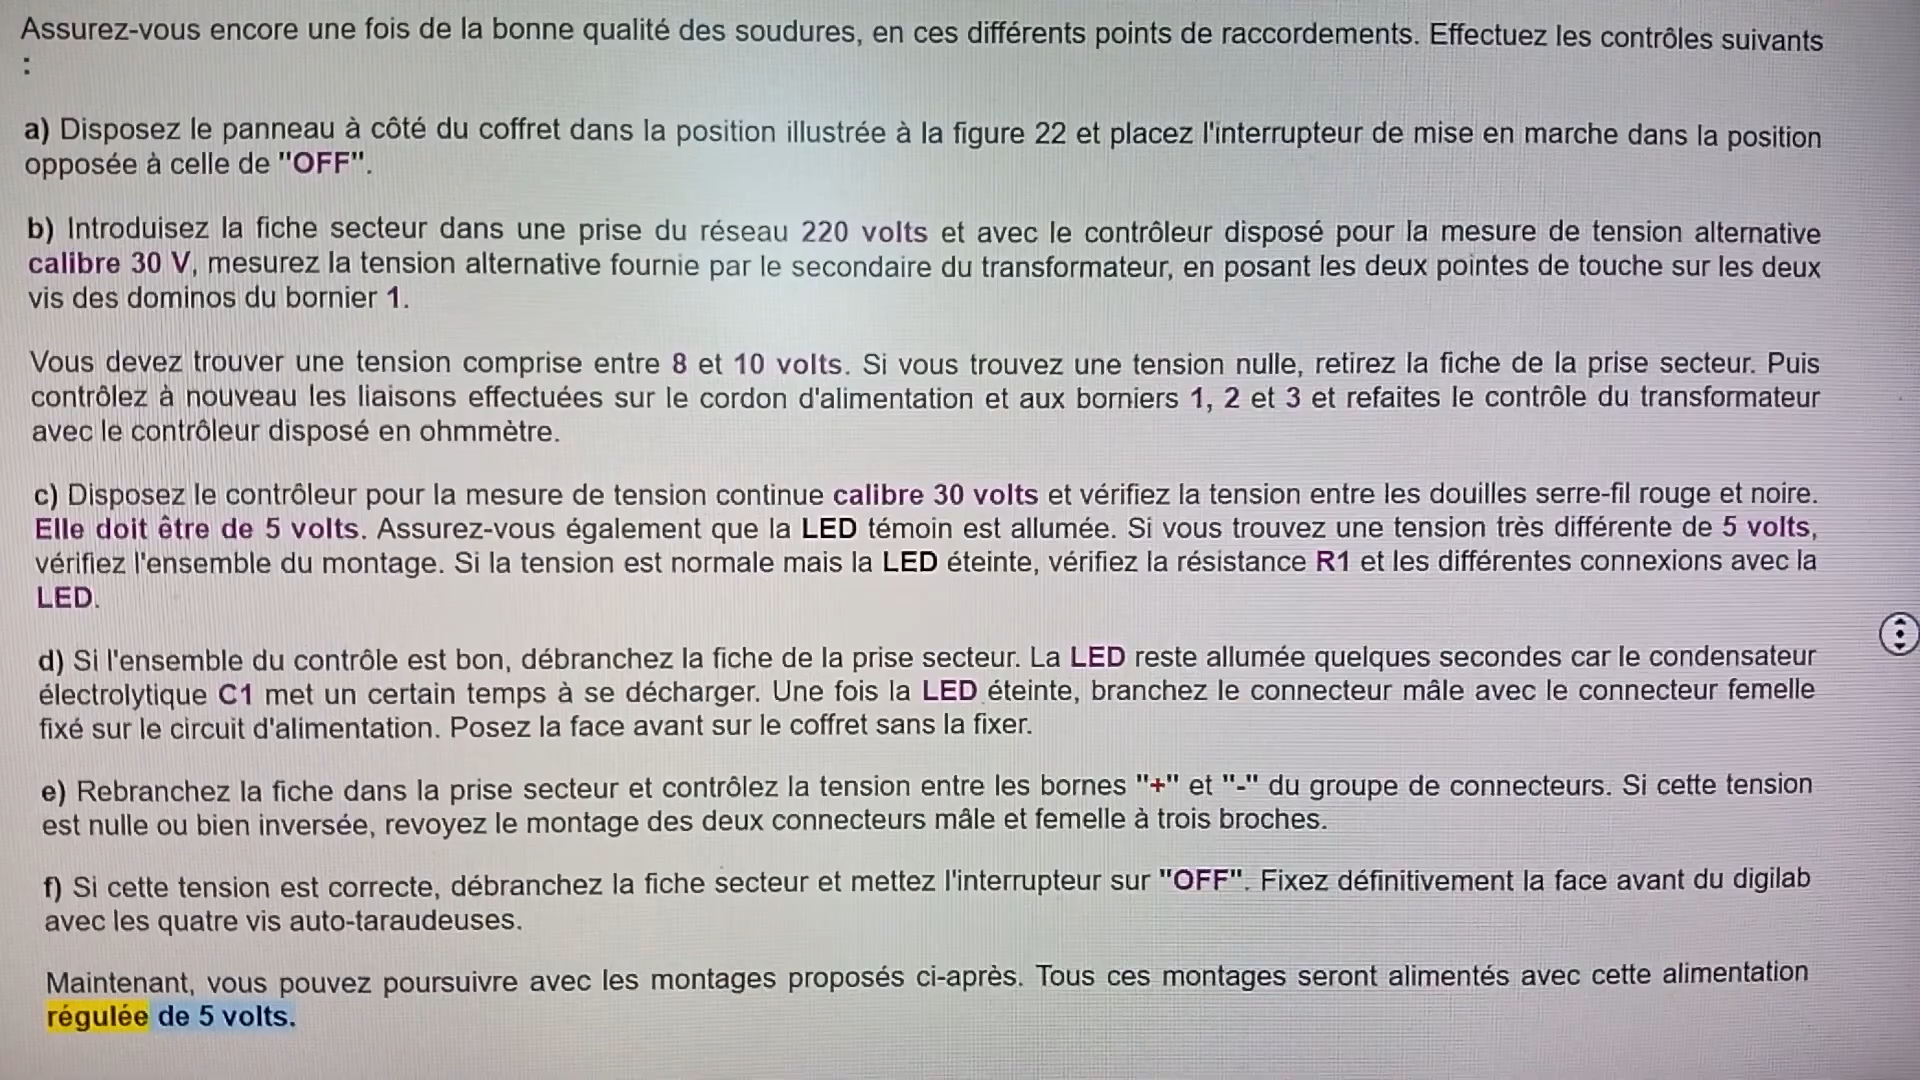 Assurez-vous encore une fois de la bonne qualité des soudures, en ces différents points de raccordements. Effectuez les contrôles suivants
:
a) Disposez le panneau à côté du coffret dans la position illustrée à la figure 22 et placez l'interrupteur de mise en marche dans la position
opposée à celle de "OFF".
b) Introduisez la fiche secteur dans une prise du réseau 220 volts et avec le contrôleur disposé pour la mesure de tension alternative
calibre 30 V, mesurez la tension alternative fournie par le secondaire du transformateur, en posant les deux pointes de touche sur les deux
vis des dominos du bornier 1.
Vous devez trouver une tension comprise entre 8 et 10 volts. Si vous trouvez une tension nulle, retirez la fiche de la prise secteur. Puis
contrôlez à nouveau les liaisons effectuées sur le cordon d'alimentation et aux borniers 1, 2 et 3 et refaites le contrôle du transformateur
avec le contrôleur disposé en ohmmètre.
c) Disposez le contrôleur pour la mesure de tension continue calibre 30 volts et vérifiez la tension entre les douilles serre-fil rouge et noire.
Elle doit être de 5 volts. Assurez-vous également que la LED témoin est allumée. Si vous trouvez une tension très différente de 5 volts,
vérifiez l'ensemble du montage. Si la tension est normale mais la LED éteinte, vérifiez la résistance R1 et les différentes connexions avec la
LED.
d) Si l'ensemble du contrôle est bon, débranchez la fiche de la prise secteur. La LED reste allumée quelques secondes car le condensateur
électrolytique C1 met un certain temps à se décharger. Une fois la LED éteinte, branchez le connecteur mâle avec le connecteur femelle
fixé sur le circuit d'alimentation. Posez la face avant sur le coffret sans la fixer.
e) Rebranchez la fiche dans la prise secteur et contrôlez la tension entre les bornes "+" et "-" du groupe de connecteurs. Si cette tension
est nulle ou bien inversée, revoyez le montage des deux connecteurs mâle et femelle à trois broches.
f) Si cette tension est correcte, débranchez la fiche secteur et mettez l'interrupteur sur "OFF". Fixez définitivement la face avant du digilab
avec les quatre vis auto-taraudeuses.
Maintenant, vous pouvez poursuivre avec les montages proposés ci-après. Tous ces montages seront alimentés avec cette alimentation
régulée de 5 volts.